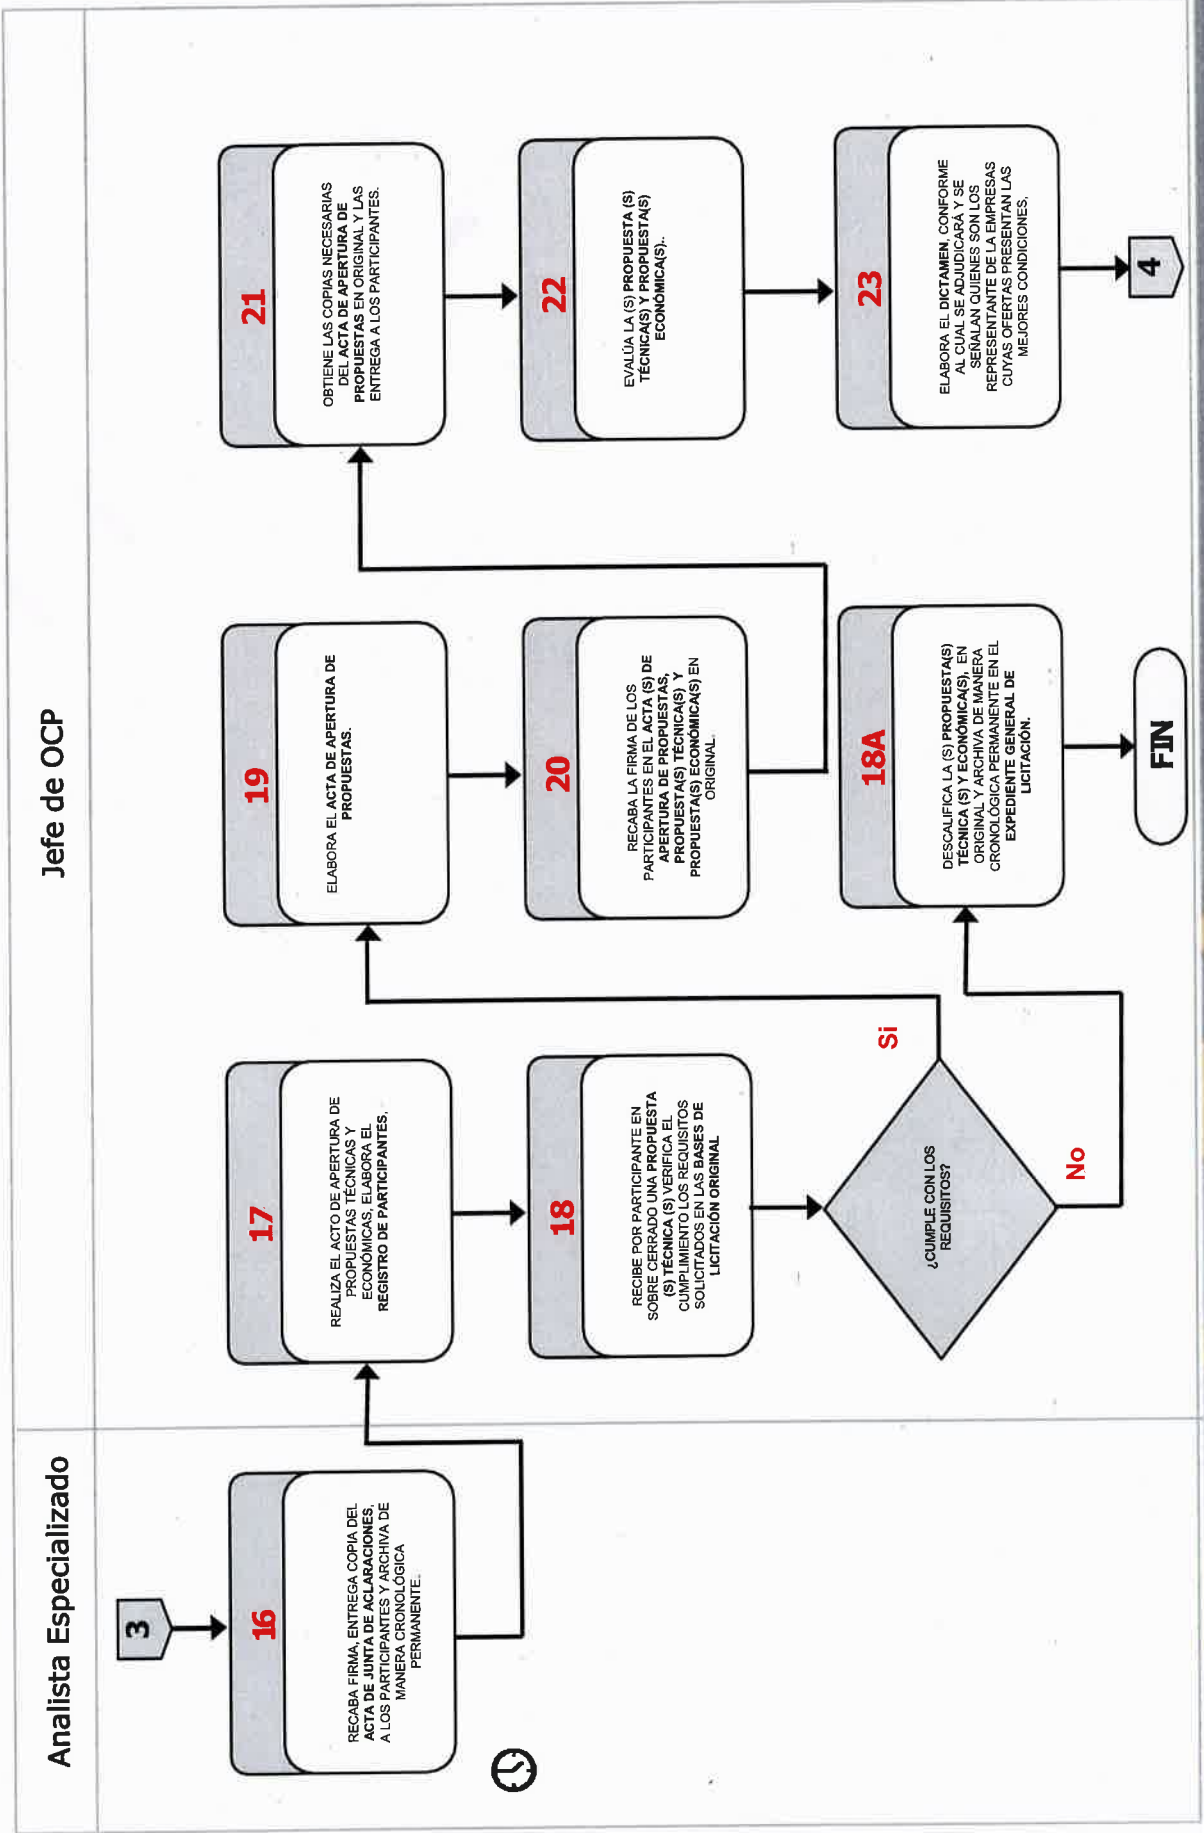 Analista Especializado
Jefe de OCP
3
16
RECABA FIRMA, ENTREGA COPIA DEL
ACTA DE JUNTA DE ACLARACIONES,
A LOS PARTICIPANTES Y ARCHIVA DE
MANERA CRONOLÓGICA
PERMANENTE.
17
REALIZA EL ACTO DE APERTURA DE
PROPUESTAS TÉCNICAS Y
ECONÓMICAS, ELABORA EL
REGISTRO DE PARTICIPANTES.
18
RECIBE POR PARTICIPANTE EN
SOBRE CERRADO UNA PROPUESTA
(S) TÉCNICA (S) VERIFICA EL
CUMPLIMIENTO LOS REQUISITOS
SOLICITADOS EN LAS BASES DE
LICITACIÓN ORIGINAL
¿CUMPLE CON LOS
REQUISITOS?
Si
No
19
ELABORA EL ACTA DE APERTURA DE
PROPUESTAS.
20
RECABA LA FIRMA DE LOS
PARTICIPANTES EN EL ACTA (S) DE
APERTURA DE PROPUESTAS,
PROPUESTA(S) TÉCNICA(S) Y
PROPUESTA(S) ECONÓMICA(S) EN
ORIGINAL.
18A
DESCALIFICA LA (S) PROPUESTA(S)
TÉCNICA (S) Y ECONÓMICA(S), EN
ORIGINAL Y ARCHIVA DE MANERA
CRONOLÓGICA PERMANENTE EN EL
EXPEDIENTE GENERAL DE
LICITACIÓN.
FIN
21
OBTIENE LAS COPIAS NECESARIAS
DEL ACTA DE APERTURA DE
PROPUESTAS EN ORIGINAL Y LAS
ENTREGA A LOS PARTICIPANTES.
22
EVALÚA LA (S) PROPUESTA (S)
TÉCNICA(S) Y PROPUESTA(S)
ECONÓMICA(S)..
23
ELABORA EL DICTAMEN, CONFORME
AL CUAL SE ADJUDICARÁ Y SE
SEÑALAN QUIENES SON LOS
REPRESENTANTE DE LA EMPRESAS
CUYAS OFERTAS PRESENTAN LAS
MEJORES CONDICIONES.
4